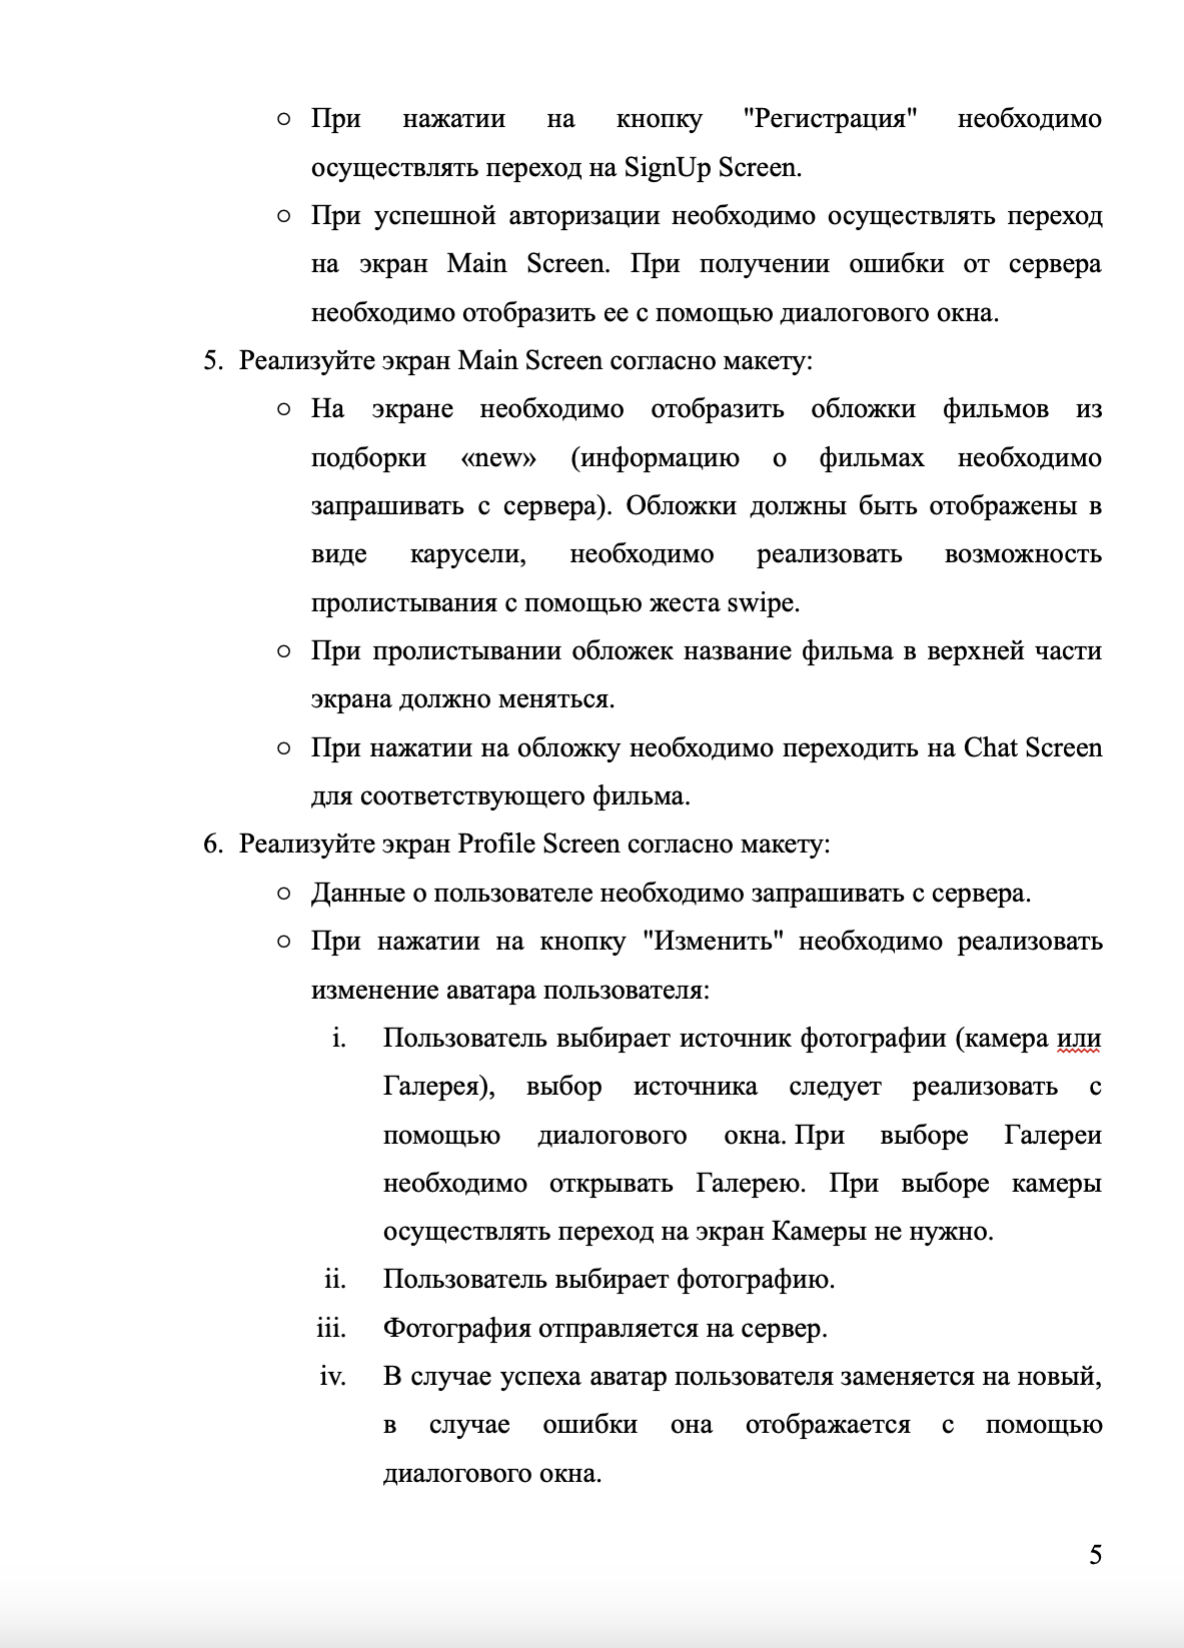 ○ При нажатии на кнопку "Регистрация" необходимо
осуществлять переход на SignUp Screen.
○ При успешной авторизации необходимо осуществлять переход
на экран Main Screen. При получении ошибки от сервера
необходимо отобразить ее с помощью диалогового окна.
5. Реализуйте экран Main Screen согласно макету:
○ На экране необходимо отобразить обложки фильмов из
подборки «new» (информацию о фильмах необходимо
запрашивать с сервера). Обложки должны быть отображены в
виде карусели, необходимо реализовать возможность
пролистывания с помощью жеста swipe.
○ При пролистывании обложек название фильма в верхней части
экрана должно меняться.
○ При нажатии на обложку необходимо переходить на Chat Screen
для соответствующего фильма.
6. Реализуйте экран Profile Screen согласно макету:
○ Данные о пользователе необходимо запрашивать с сервера.
○ При нажатии на кнопку "Изменить" необходимо реализовать
изменение аватара пользователя:
i. Пользователь выбирает источник фотографии (камера или
Галерея), выбор источника следует реализовать с
помощью диалогового окна. При выборе Галереи
необходимо открывать Галерею. При выборе камеры
осуществлять переход на экран Камеры не нужно.
ii. Пользователь выбирает фотографию.
iii. Фотография отправляется на сервер.
iv. В случае успеха аватар пользователя заменяется на новый,
в случае ошибки она отображается с помощью
диалогового окна.
5